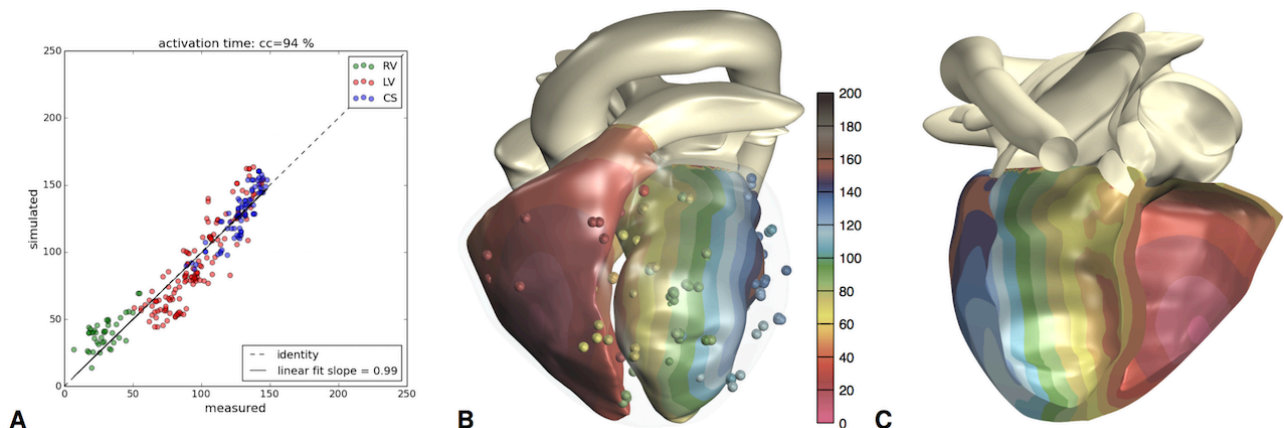 activation time: cc=94 %
250
200
150
100
50
0
simulated
0 50 100 150 200 250
measured
RV
LV
CS
identity
linear fit slope = 0.99
A
B
200
180
160
140
120
100
80
60
40
20
0
C